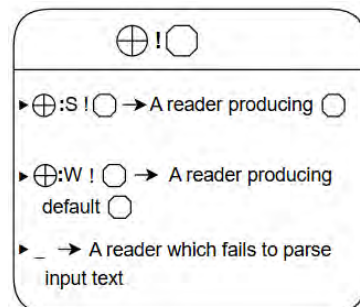 ⊕!⯃
▸⊕:S !⯃ → A reader producing ⯃
▸⊕:W ! ⯃ → A reader producing
default ⯃
▸ _ → A reader which fails to parse
input text